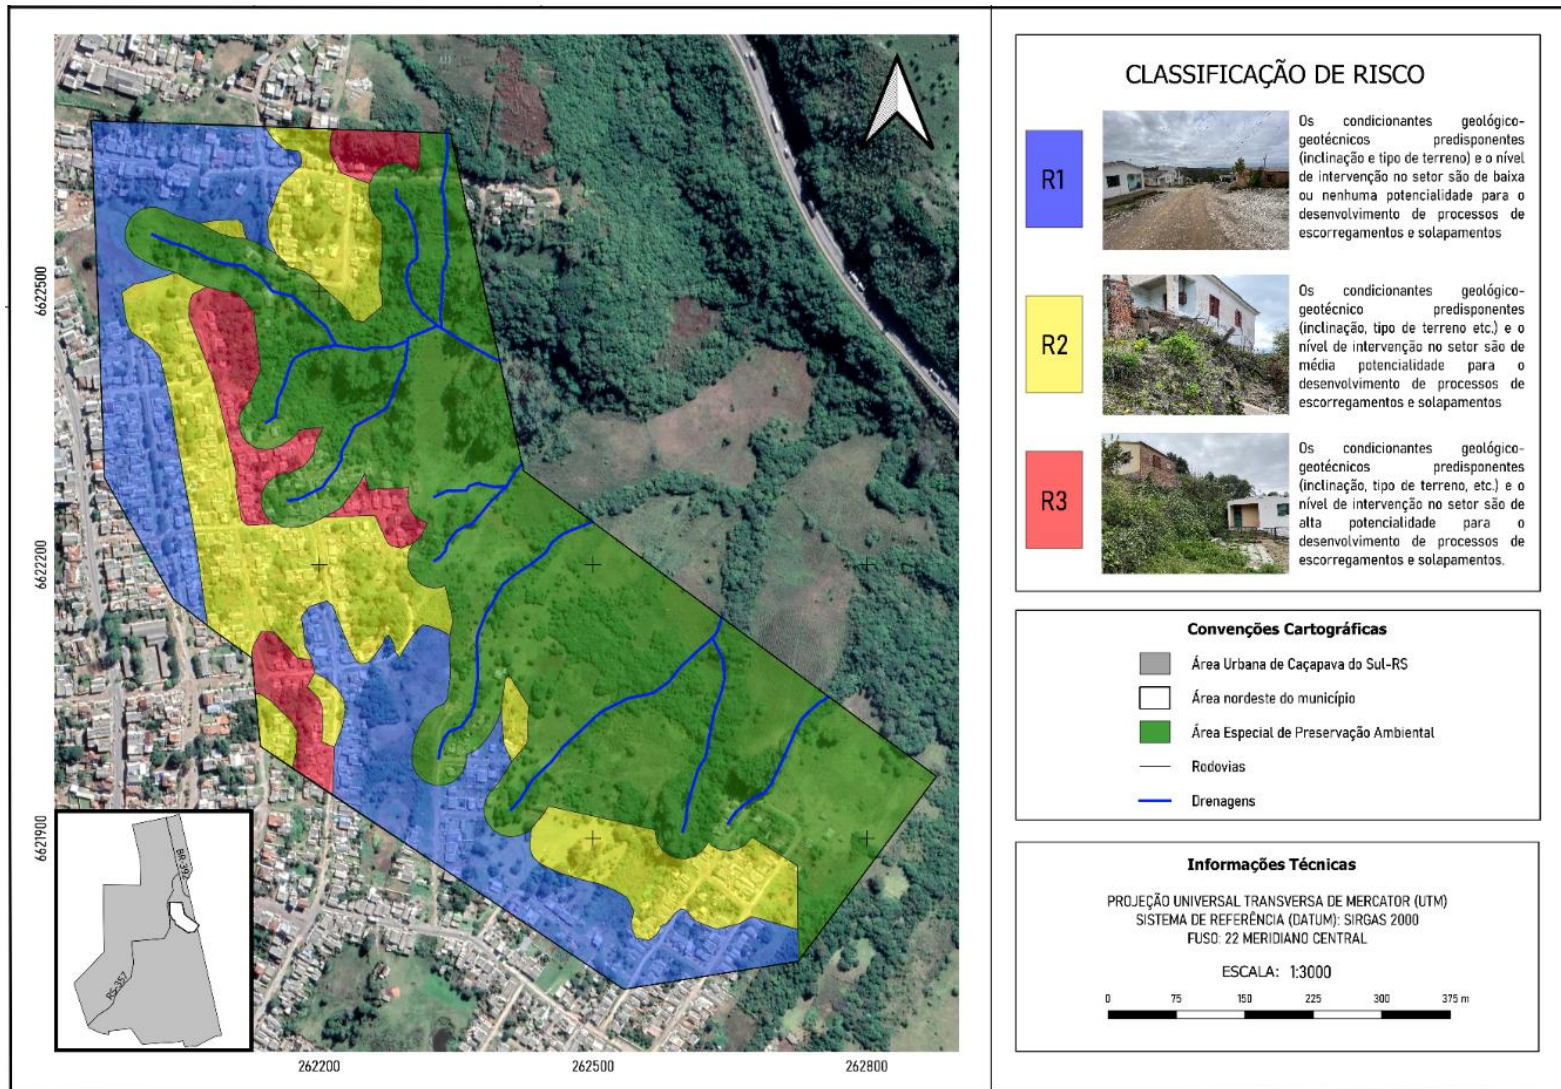 6622500
6622200
6621900
262200
262500
262800
BR-392
RS-357
CLASSIFICAÇÃO DE RISCO
R1
Os condicionantes geológico-
geotécnicos predisponentes
(inclinação e tipo de terreno) e o nível
de intervenção no setor são de baixa
ou nenhuma potencialidade para o
desenvolvimento de processos de
escorregamentos e solapamentos
R2
Os condicionantes geológico-
geotécnico predisponentes
(inclinação, tipo de terreno etc.) e o
nível de intervenção no setor são de
média potencialidade para o
desenvolvimento de processos de
escorregamentos e solapamentos
R3
Os condicionantes geológico-
geotécnicos predisponentes
(inclinação, tipo de terreno, etc.) e o
nível de intervenção no setor são de
alta potencialidade para o
desenvolvimento de processos de
escorregamentos e solapamentos.
Convenções Cartográficas
Área Urbana de Caçapava do Sul-RS
Área nordeste do município
Área Especial de Preservação Ambiental
Rodovias
Drenagens
Informações Técnicas
PROJEÇÃO UNIVERSAL TRANSVERSA DE MERCATOR (UTM)
SISTEMA DE REFERÊNCIA (DATUM): SIRGAS 2000
FUSO: 22 MERIDIANO CENTRAL
ESCALA: 1:3000
0 75 150 225 300 375 m